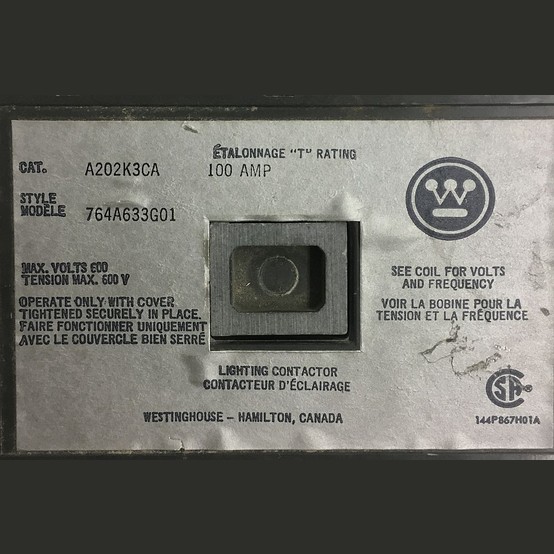 ÉTALONNAGE "T" RATING
CAT. A202K3CA 100 AMP
STYLE
MODÈLE 764A633G01
MAX. VOLTS 600
TENSION MAX. 600 V
OPERATE ONLY WITH COVER
TIGHTENED SECURELY IN PLACE.
FAIRE FONCTIONNER UNIQUEMENT
AVEC LE COUVERCLE BIEN SERRÉ
SEE COIL FOR VOLTS
AND FREQUENCY
VOIR LA BOBINE POUR LA
TENSION ET LA FRÉQUENCE
LIGHTING CONTACTOR
CONTACTEUR D'ÉCLAIRAGE
WESTINGHOUSE - HAMILTON, CANADA
CSA
144P867H01A